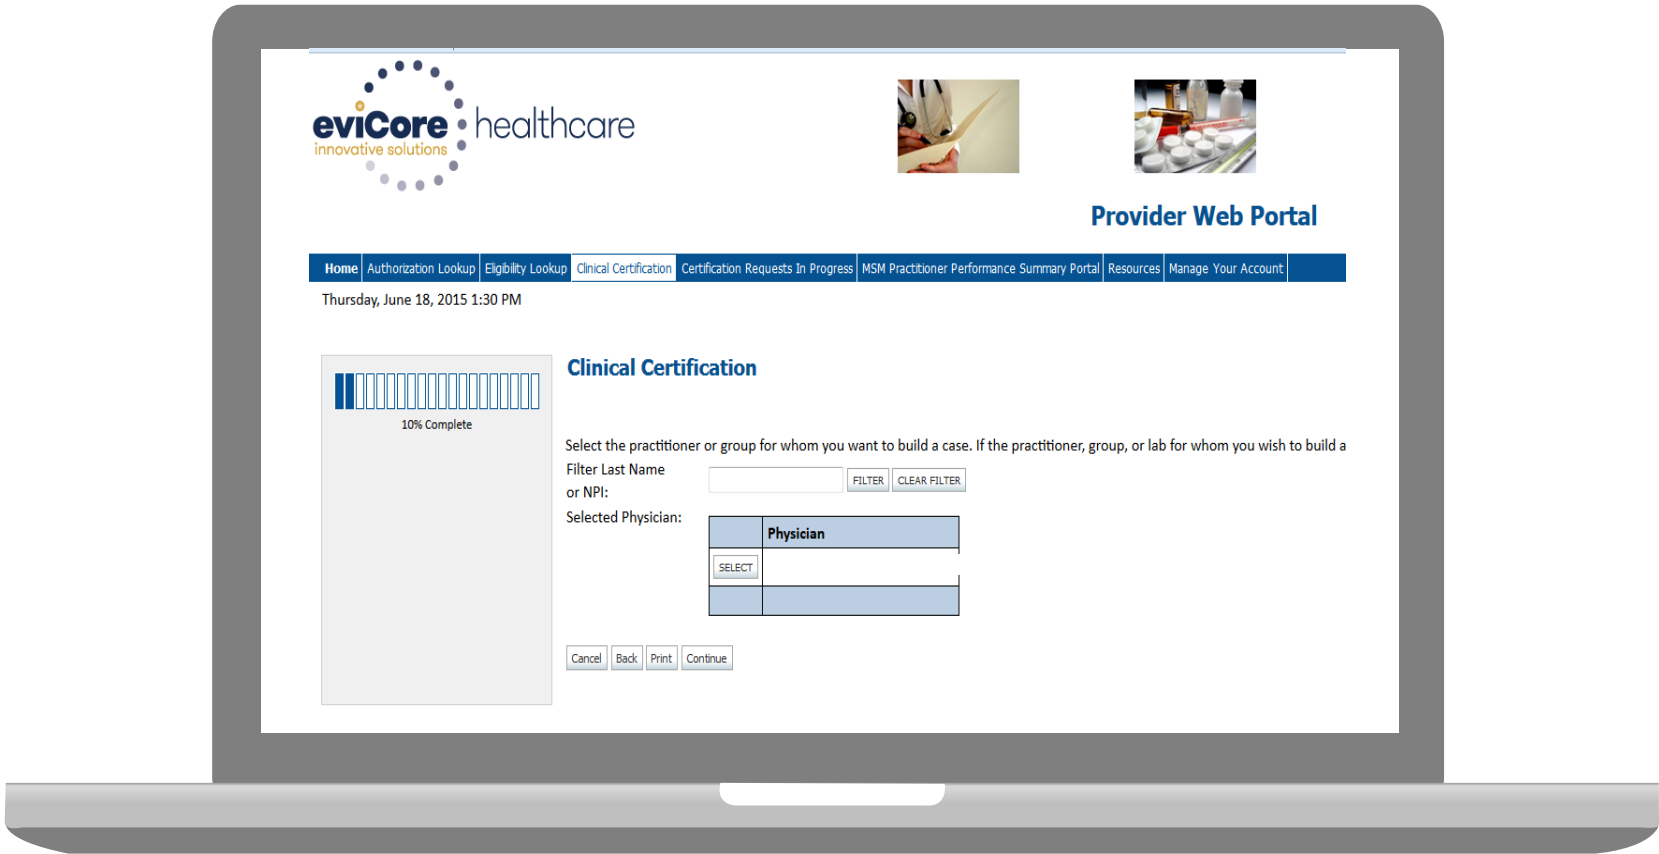 eviCore healthcare
innovative solutions
Provider Web Portal
Home Authorization Lookup Eligibility Lookup Clinical Certification Certification Requests In Progress MSM Practitioner Performance Summary Portal Resources Manage Your Account
Thursday, June 18, 2015 1:30 PM
Clinical Certification
10% Complete
Select the practitioner or group for whom you want to build a case. If the practitioner, group, or lab for whom you wish to build a
Filter Last Name
or NPI:
FILTER CLEAR FILTER
Selected Physician:
Physician
SELECT
Cancel Back Print Continue